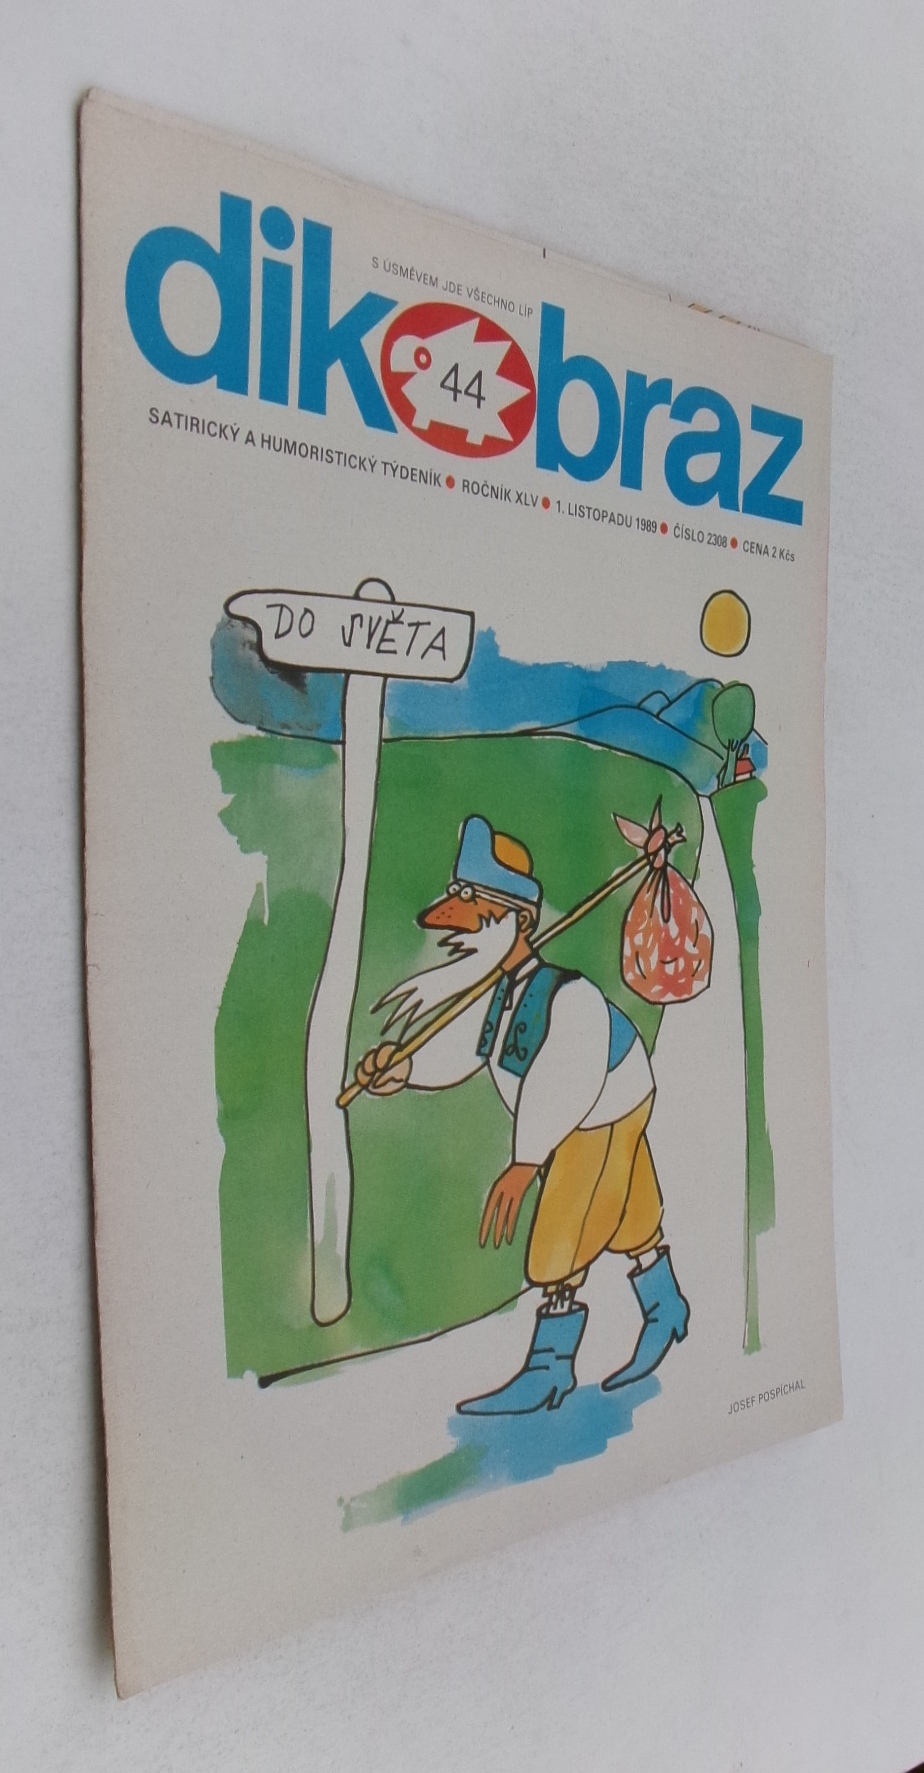 S ÚSMĚVEM JDE VŠECHNO LÍP
dikobraz
44
SATIRICKÝ A HUMORISTICKÝ TÝDENÍK ● ROČNÍK XLV ● 1. LISTOPADU 1989 ● ČÍSLO 2308 ● CENA 2 Kčs
DO SVĚTA
JOSEF POSPÍCHAL